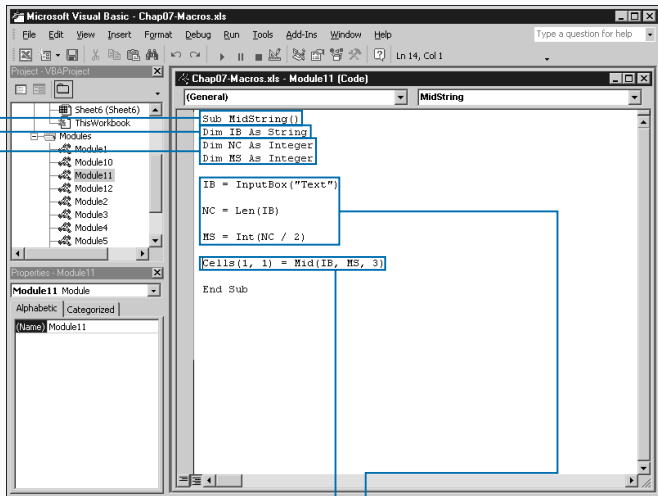 Microsoft Visual Basic - Chap07-Macros.xls
File Edit View Insert Format Debug Run Tools Add-Ins Window Help
Type a question for help
Ln 14, Col 1
Project - VBAProject
Sheet6 (Sheet6)
ThisWorkbook
Modules
Module1
Module10
Module11
Module12
Module2
Module3
Module4
Module5
Properties - Module11
Module11 Module
Alphabetic Categorized
(Name) Module11
Chap07-Macros.xls - Module11 (Code)
(General) MidString
Sub MidString()
Dim IB As String
Dim NC As Integer
Dim MS As Integer
IB = InputBox("Text")
NC = Len(IB)
MS = Int(NC / 2)
Cells(1, 1) = Mid(IB, MS, 3)
End Sub